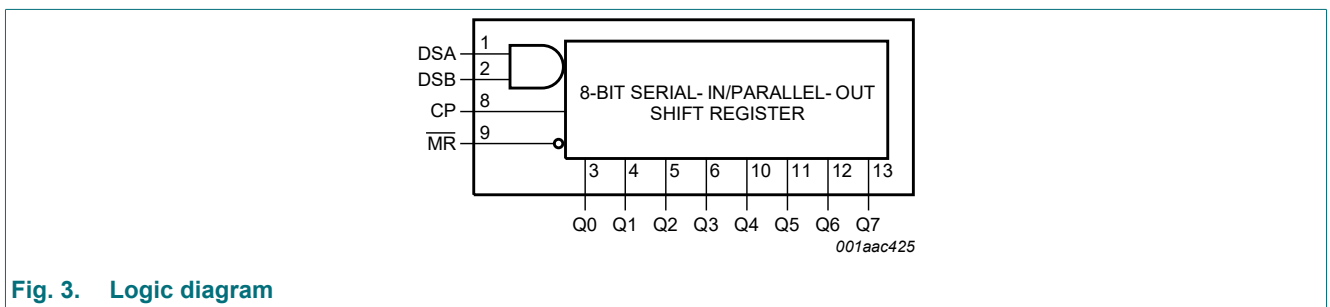 DSA 1
DSB 2
CP 8
M̅R̅ 9
8-BIT SERIAL- IN/PARALLEL- OUT
SHIFT REGISTER
3 4 5 6 10 11 12 13
Q0 Q1 Q2 Q3 Q4 Q5 Q6 Q7
001aac425
Fig. 3. Logic diagram